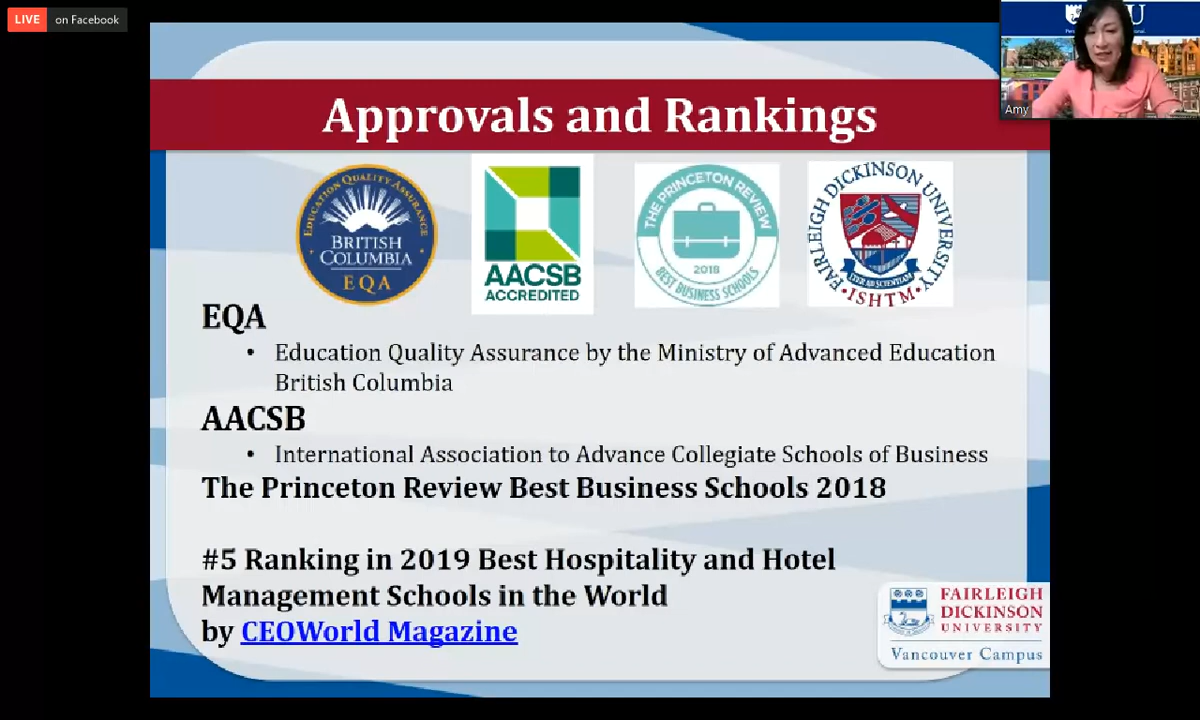 LIVE on Facebook
U
Amy
Approvals and Rankings
EDUCATION QUALITY ASSURANCE
BRITISH
COLUMBIA
EQA
AACSB
ACCREDITED
THE PRINCETON REVIEW
2018
BEST BUSINESS SCHOOLS
FAIRLEIGH DICKINSON UNIVERSITY
•ISHTM•
EQA
• Education Quality Assurance by the Ministry of Advanced Education
British Columbia
AACSB
• International Association to Advance Collegiate Schools of Business
The Princeton Review Best Business Schools 2018
#5 Ranking in 2019 Best Hospitality and Hotel
Management Schools in the World
by CEOWorld Magazine
FAIRLEIGH
DICKINSON
UNIVERSITY
Vancouver Campus